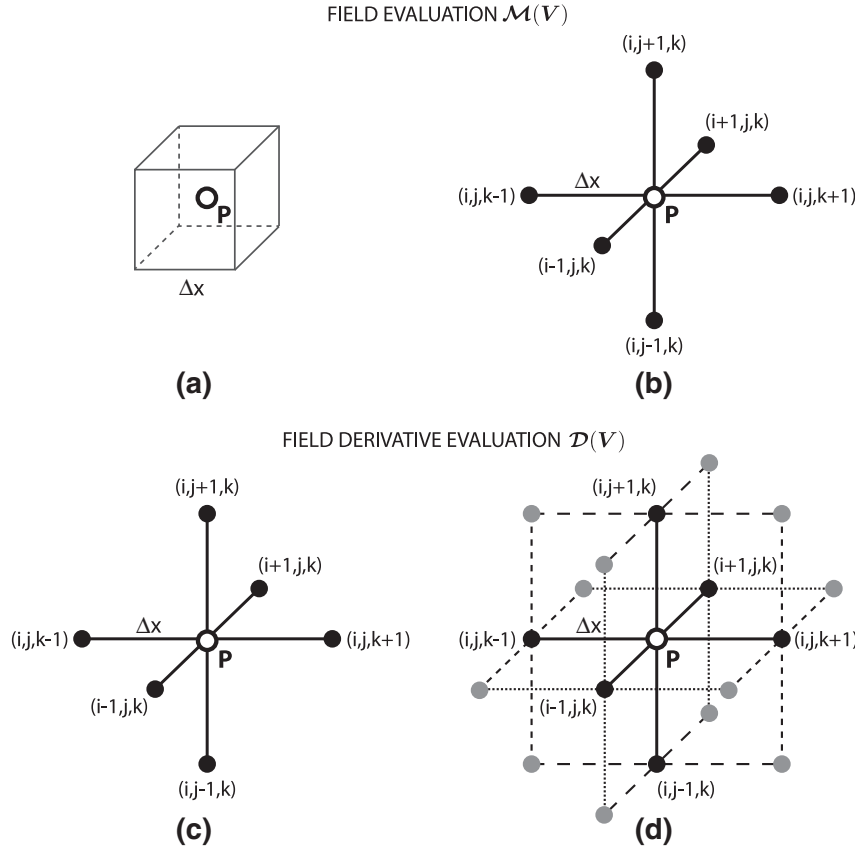 FIELD EVALUATION M(V)
(i,j+1,k)
(i+1,j,k)
P
Δx
(i,j,k-1)
Δx
(i,j,k+1)
P
(i-1,j,k)
(i,j-1,k)
(a)
(b)
FIELD DERIVATIVE EVALUATION D(V)
(i,j+1,k)
(i+1,j,k)
(i,j,k-1)
Δx
(i,j,k+1)
P
(i-1,j,k)
(i,j-1,k)
(c)
(i,j+1,k)
(i+1,j,k)
(i,j,k-1)
Δx
(i,j,k+1)
P
(i-1,j,k)
(i,j-1,k)
(d)